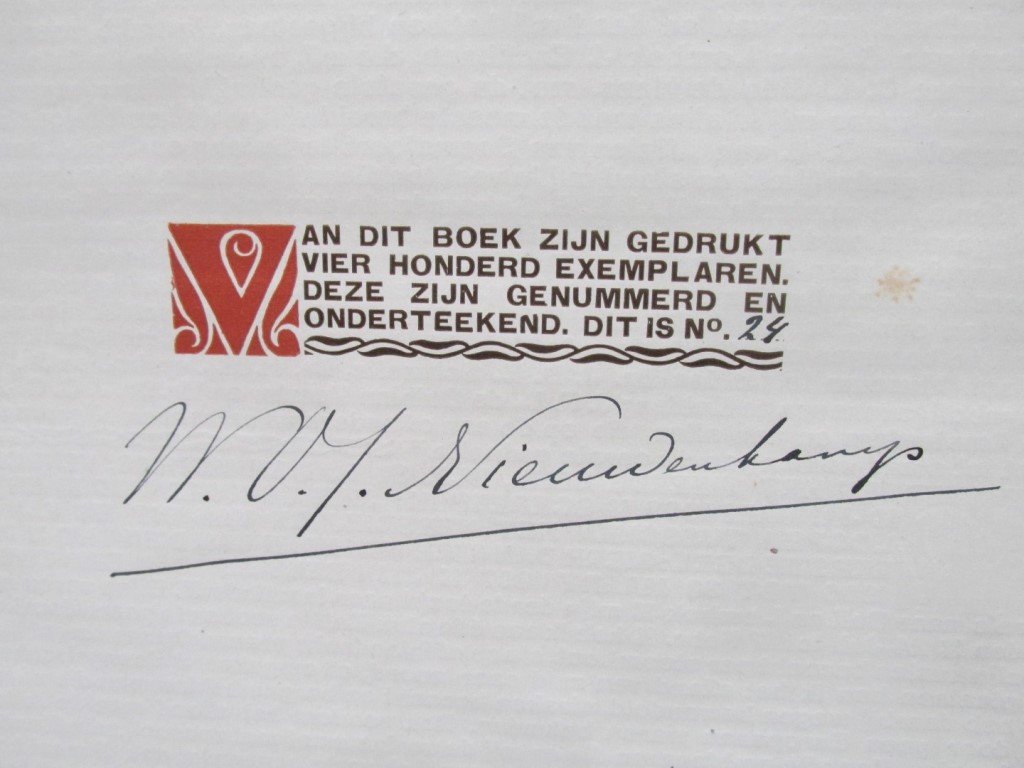 VAN DIT BOEK ZIJN GEDRUKT
VIER HONDERD EXEMPLAREN.
DEZE ZIJN GENUMMERD EN
ONDERTEEKEND. DIT IS Nº. 24
W. O. J. Nieuwenkamp